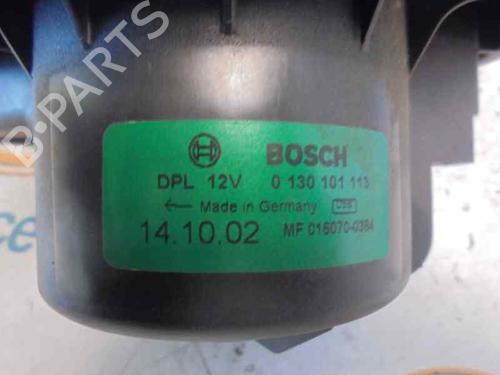 BOSCH
DPL 12V 0 130 101 113
← Made in Germany
14.10.02 MF 016070-0384
B-PARTS